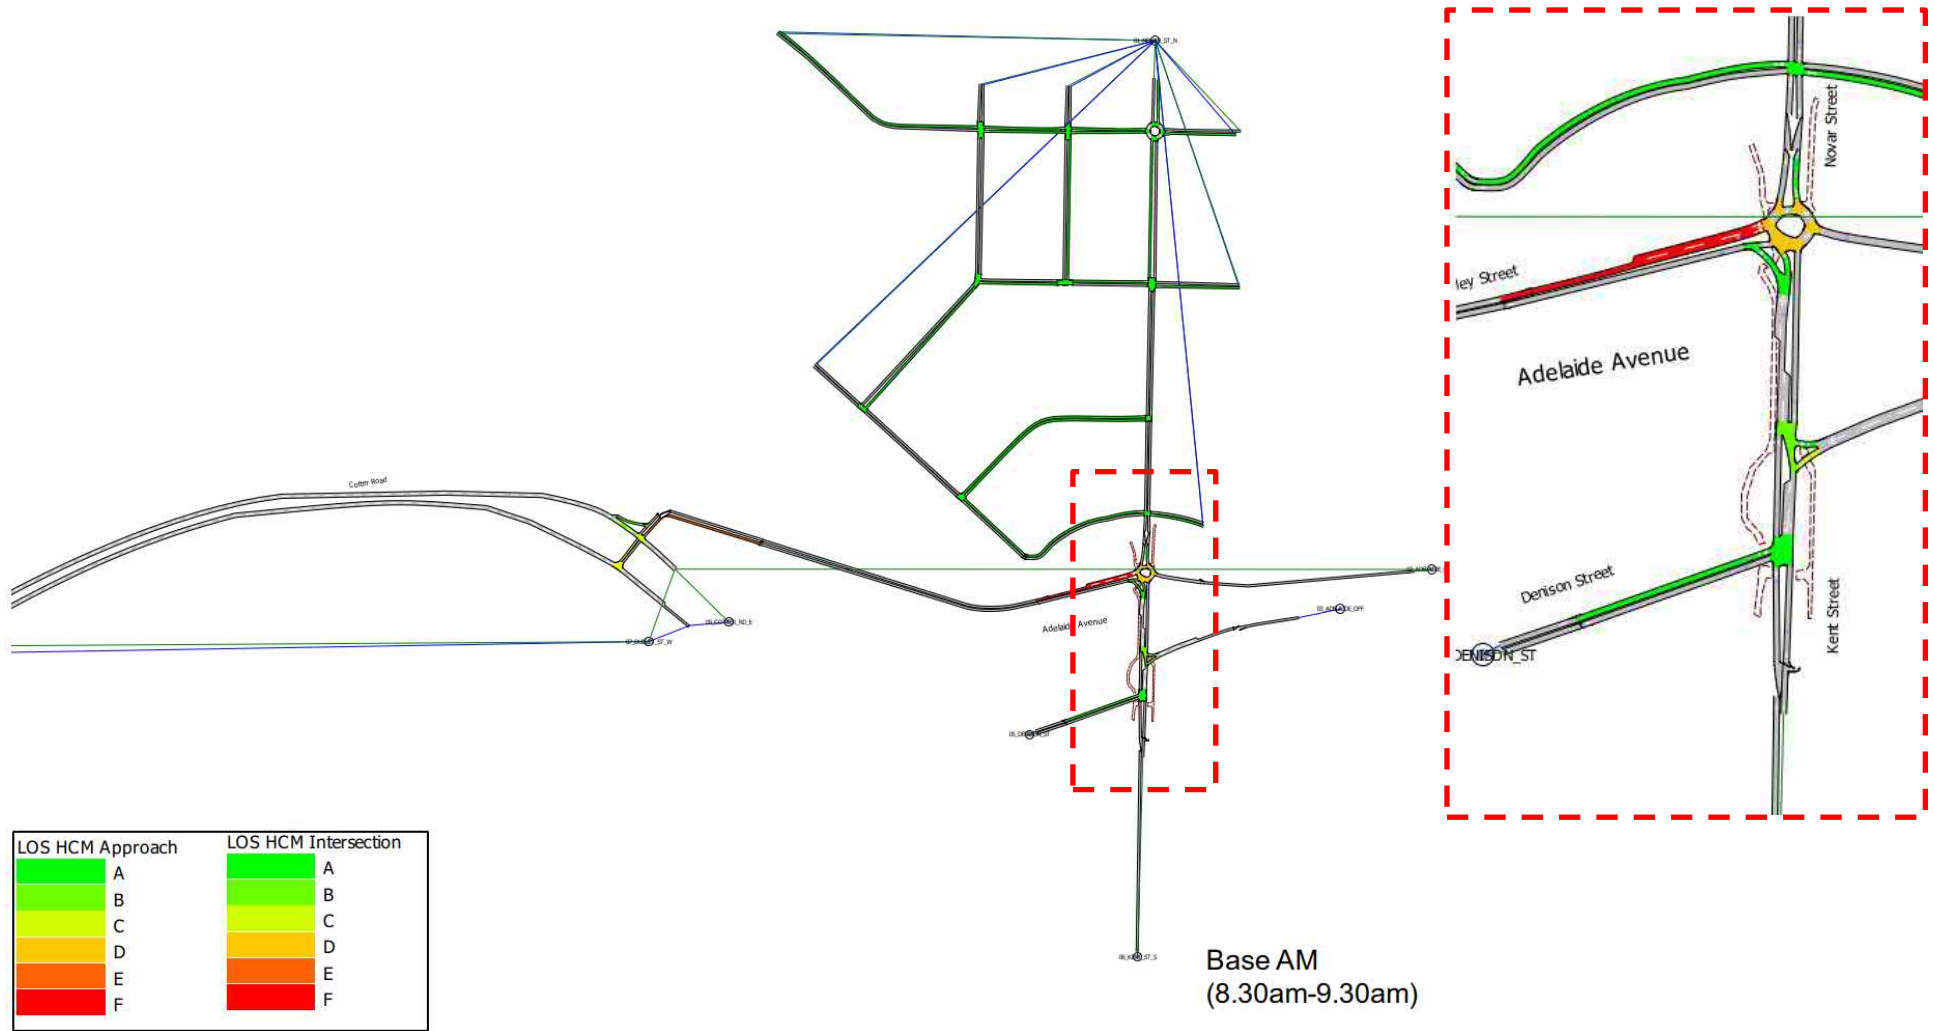 Novar Street
ley Street
Adelaide Avenue
Denison Street
DENISON_ST
Kent Street
Cotter Road
Adelaide Avenue
LOS HCM Approach
A
B
C
D
E
F
LOS HCM Intersection
A
B
C
D
E
F
Base AM
(8.30am-9.30am)